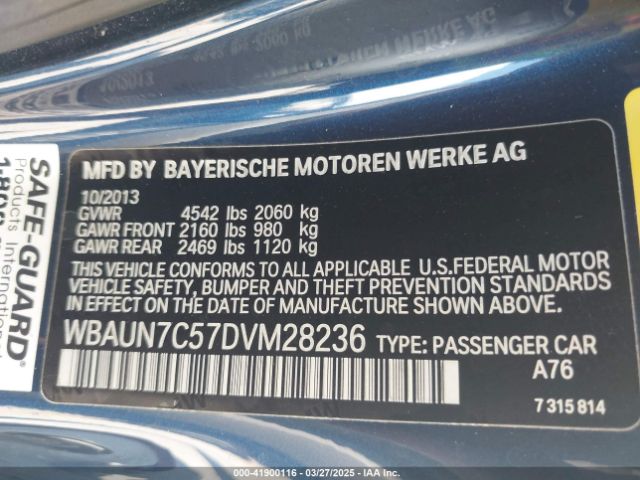 MFD BY BAYERISCHE MOTOREN WERKE AG
10/2013
GVWR 4542 lbs 2060 kg
GAWR FRONT 2160 lbs 980 kg
GAWR REAR 2469 lbs 1120 kg
THIS VEHICLE CONFORMS TO ALL APPLICABLE U.S.FEDERAL MOTOR
VEHICLE SAFETY, BUMPER AND THEFT PREVENTION STANDARDS
IN EFFECT ON THE DATE OF MANUFACTURE SHOWN ABOVE.
WBAUN7C57DVM28236 TYPE: PASSENGER CAR
A76
7 315 814
SAFE-GUARD®
Products International
000-41900116 - 03/27/2025 - IAA Inc.